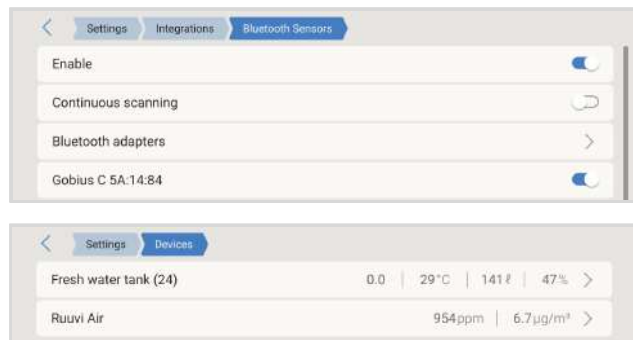 Settings Integrations Bluetooth Sensors
Enable
Continuous scanning
Bluetooth adapters
Gobius C 5A:14:84
Settings Devices
Fresh water tank (24) 0.0 | 29°C | 141ℓ | 47%
Ruuvi Air 954ppm | 6.7µg/m³